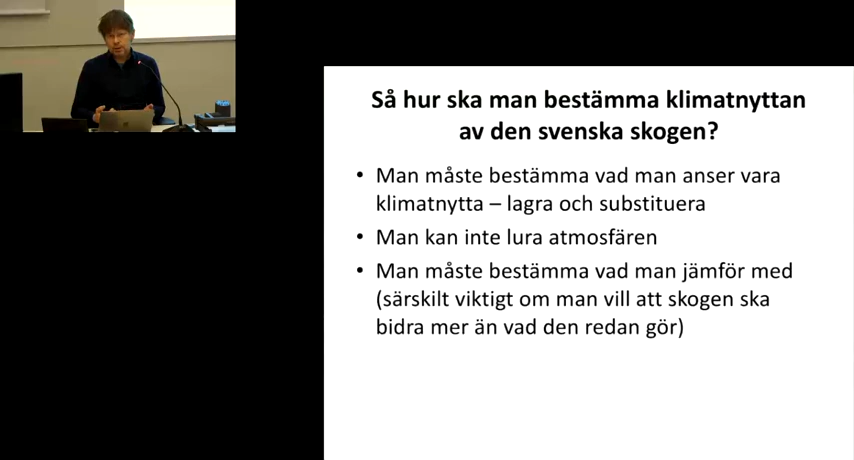 Så hur ska man bestämma klimatnyttan
av den svenska skogen?
• Man måste bestämma vad man anser vara
klimatnytta – lagra och substituera
• Man kan inte lura atmosfären
• Man måste bestämma vad man jämför med
(särskilt viktigt om man vill att skogen ska
bidra mer än vad den redan gör)